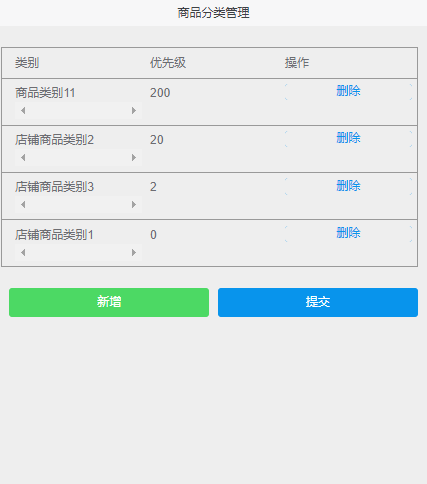 商品分类管理
类别 优先级 操作
商品类别11 200 删除
店铺商品类别2 20 删除
店铺商品类别3 2 删除
店铺商品类别1 0 删除
新增 提交